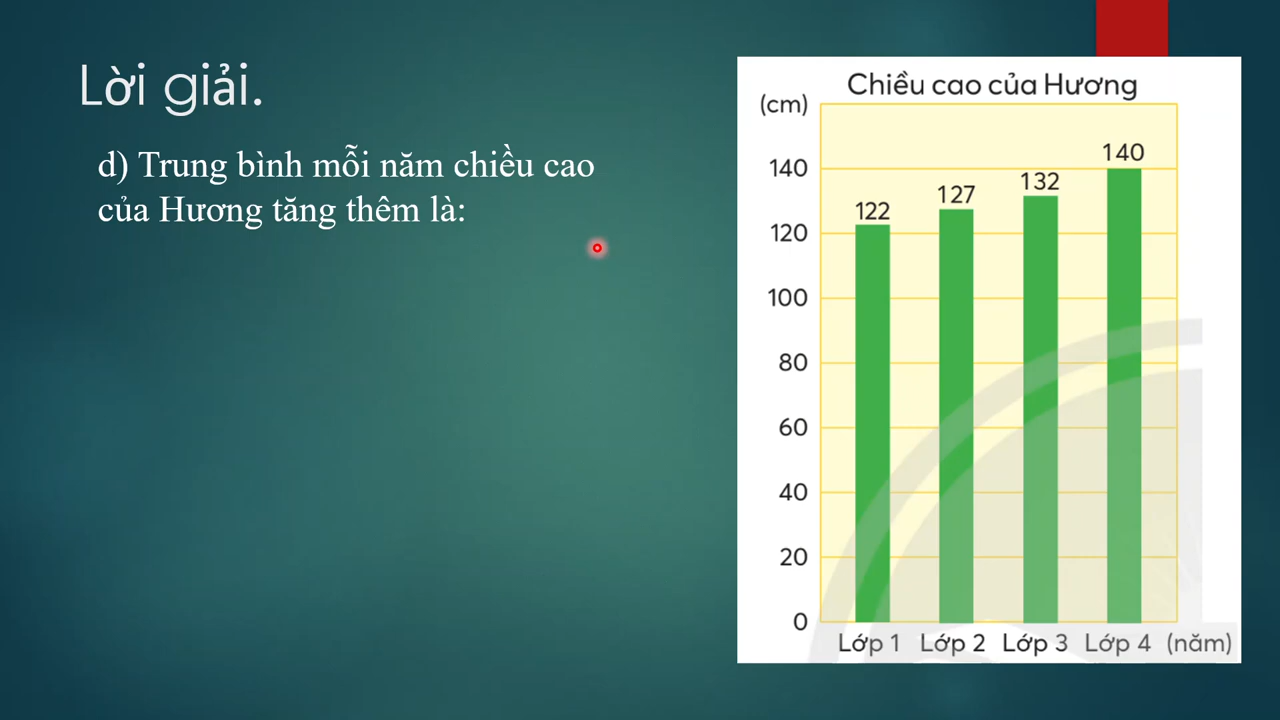 Lời giải.
d) Trung bình mỗi năm chiều cao
của Hương tăng thêm là:
Chiều cao của Hương
(cm)
140
120
100
80
60
40
20
0
122
127
132
140
Lớp 1 Lớp 2 Lớp 3 Lớp 4 (năm)